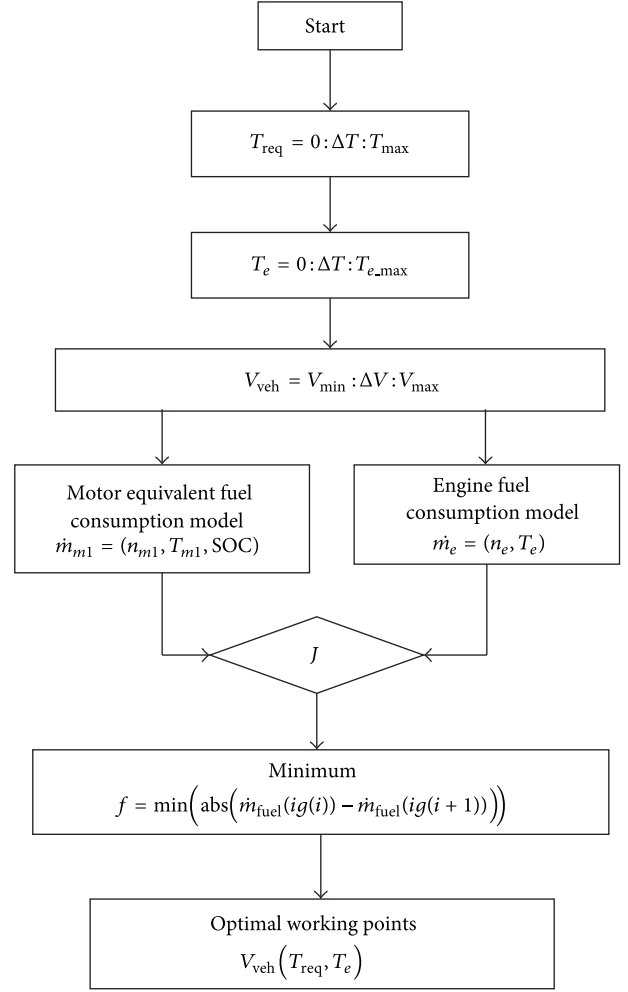 Start
T_req = 0 : ΔT : T_max
T_e = 0 : ΔT : T_e_max
V_veh = V_min : ΔV : V_max
Motor equivalent fuel
consumption model
ṁ_m1 = (n_m1, T_m1, SOC)
Engine fuel
consumption model
ṁ_e = (n_e, T_e)
J
Minimum
f = min(abs(ṁ_fuel(ig(i)) − ṁ_fuel(ig(i + 1))))
Optimal working points
V_veh(T_req, T_e)